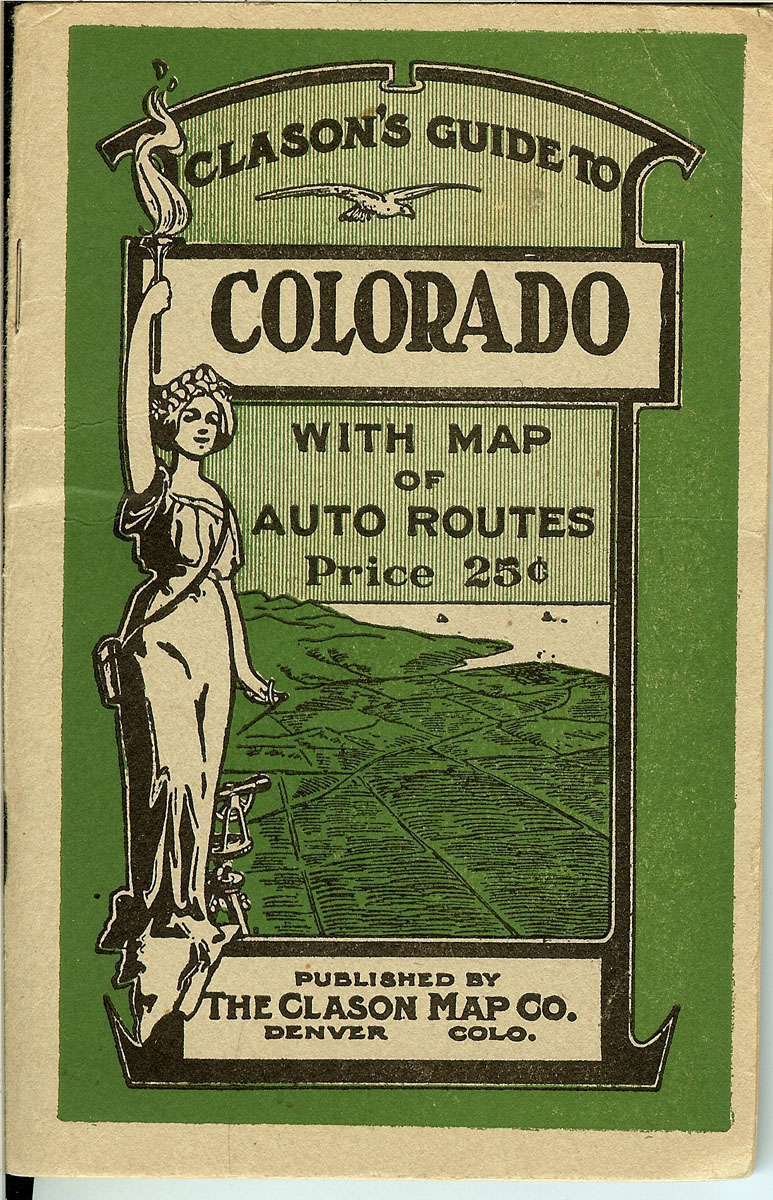 CLASON'S GUIDE TO
COLORADO
WITH MAP
OF
AUTO ROUTES
Price 25¢
PUBLISHED BY
THE CLASON MAP CO.
DENVER COLO.